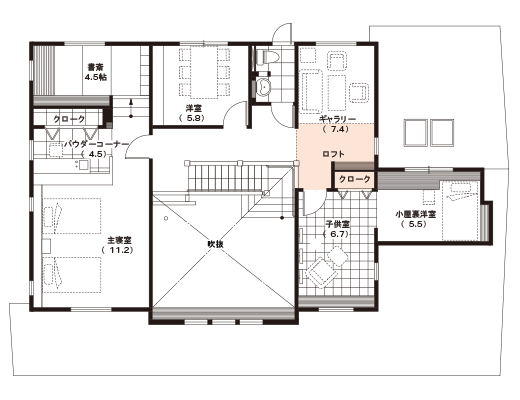 書斎
4.5帖
洋室
( 5.8)
ギャラリー
( 7.4)
クローク
パウダーコーナー
( 4.5)
ロフト
クローク
主寝室
( 11.2)
吹抜
子供室
( 6.7)
小屋裏洋室
( 5.5)